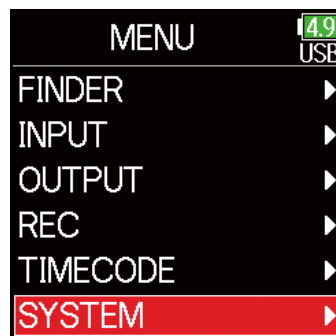 MENU
4.9
USB
FINDER
INPUT
OUTPUT
REC
TIMECODE
SYSTEM